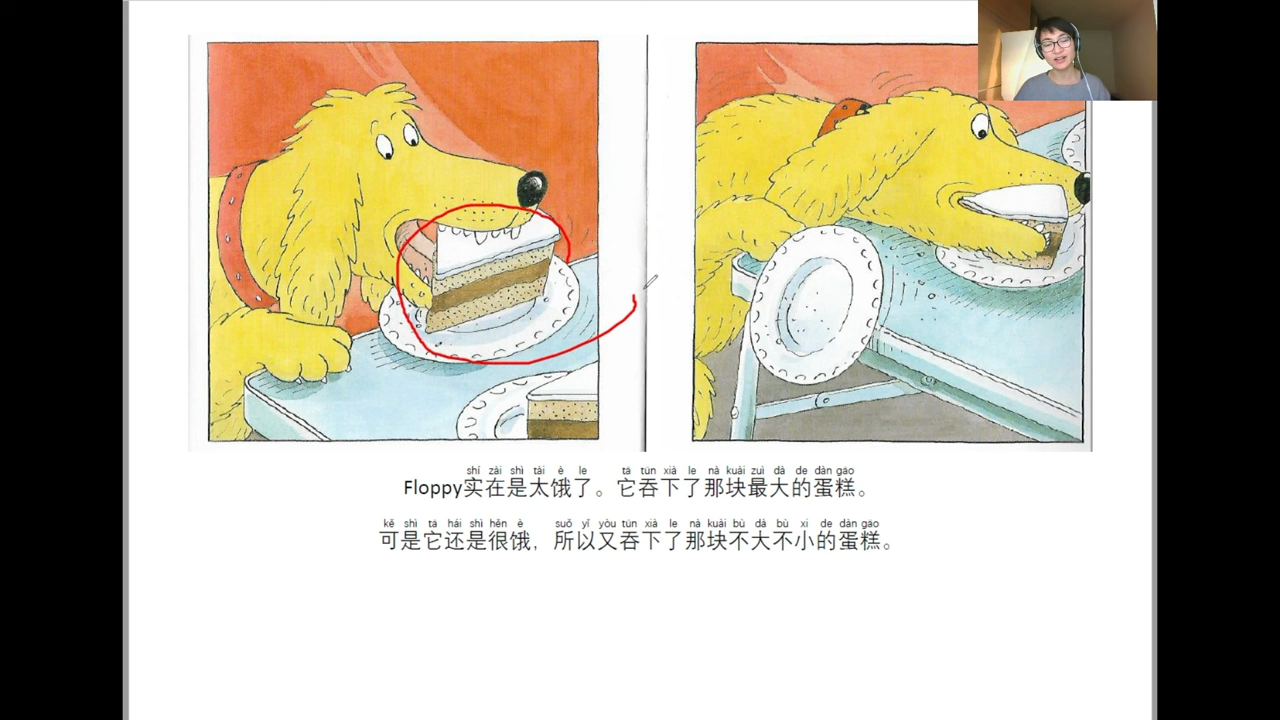 shí zài shì tài è le tā tūn xià le nà kuài zuì dà de dàn gāo
Floppy实在是太饿了。它吞下了那块最大的蛋糕。
kě shì tā hái shì hěn è suǒ yǐ yòu tūn xià le nà kuài bù dà bù xi de dàn gāo
可是它还是很饿，所以又吞下了那块不大不小的蛋糕。